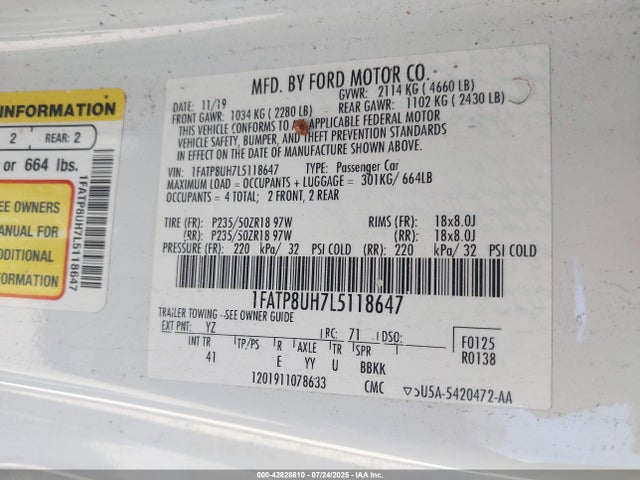 INFORMATION
2 REAR: 2
or 664 lbs.
EE OWNERS
MANUAL FOR
ADDITIONAL
FORMATION
1FATP8UH7L5118647
MFD. BY FORD MOTOR CO.
DATE: 11/19 GVWR: 2114 KG ( 4660 LB)
FRONT GAWR: 1034 KG ( 2280 LB) REAR GAWR: 1102 KG ( 2430 LB)
THIS VEHICLE CONFORMS TO APPLICABLE FEDERAL MOTOR
VEHICLE SAFETY, BUMPER, AND THEFT PREVENTION STANDARDS
IN EFFECT ON THE DATE OF MANUFACTURE SHOWN ABOVE.
VIN: 1FATP8UH7L5118647 TYPE: Passenger Car
MAXIMUM LOAD = OCCUPANTS + LUGGAGE = 301KG/ 664LB
OCCUPANTS = 4 TOTAL; 2 FRONT, 2 REAR
TIRE (FR): P235/50ZR18 97W RIMS (FR): 18x8.0J
(RR): P235/50ZR18 97W (RR): 18x8.0J
PRESSURE (FR): 220 kPa/ 32 PSI COLD (RR): 220 kPa/ 32 PSI COLD
1FATP8UH7L5118647
TRAILER TOWING - SEE OWNER GUIDE
EXT PNT: YZ RC: 71 DSO: F0125
INT TR TP/PS R AXLE TR SPR R0138
41 E YY U BBKK
1201911078633 CMC U5A-5420472-AA
000-42828610 07/24/2025 IAAI.COM